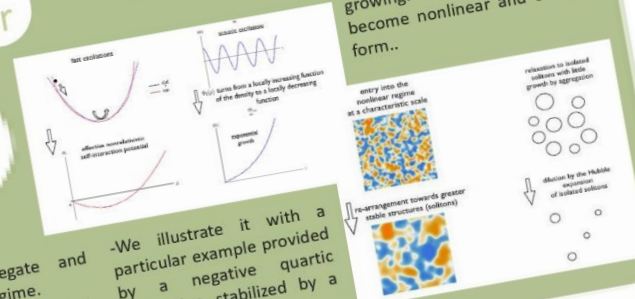 r
growing
become nonlinear and
form..
fast oscillations
acoustic oscillations
turns from a locally increasing function
of the density to a locally decreasing
function
effective nonrelativistic
self-interaction potential
exponential
growth
entry into the
nonlinear regime
at a characteristic scale
relaxation to isolated
solitons with little
growth by aggregation
re-arrangement towards greater
stable structures (solitons)
dilution by the Hubble
expansion
of isolated solitons
egate and
gime.
-We illustrate it with a
particular example provided
by a negative quartic
stabilized by a